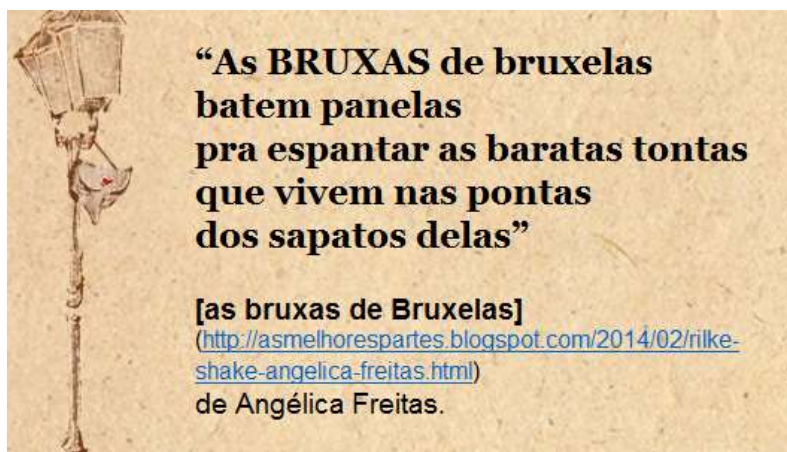 “As BRUXAS de bruxelas
batem panelas
pra espantar as baratas tontas
que vivem nas pontas
dos sapatos delas”
[as bruxas de Bruxelas]
(http://asmelhorespartes.blogspot.com/2014/02/rilke-
shake-angelica-freitas.html)
de Angélica Freitas.